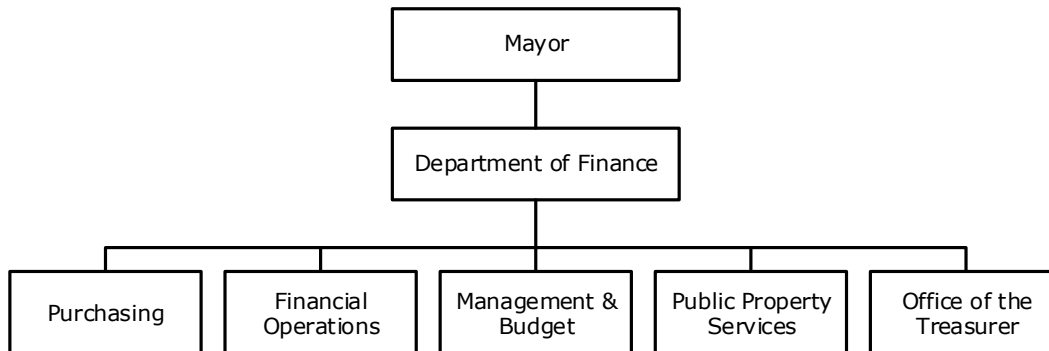 Mayor
Department of Finance
Purchasing
Financial
Operations
Management &
Budget
Public Property
Services
Office of the
Treasurer